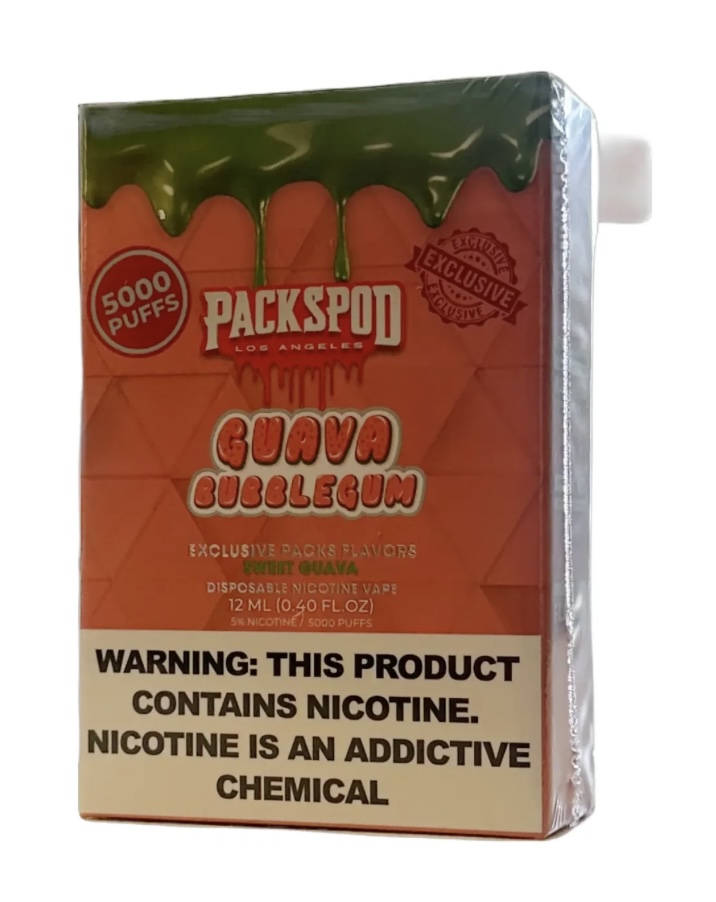 5000
PUFFS
EXCLUSIVE
EXCLUSIVE
EXCLUSIVE
PACKSPOD
LOS ANGELES
GUAVA
BUBBLEGUM
EXCLUSIVE PACKS FLAVORS
SWEET GUAVA
DISPOSABLE NICOTINE VAPE
12 ML (0.40 FL.OZ)
5% NICOTINE / 5000 PUFFS
WARNING: THIS PRODUCT
CONTAINS NICOTINE.
NICOTINE IS AN ADDICTIVE
CHEMICAL